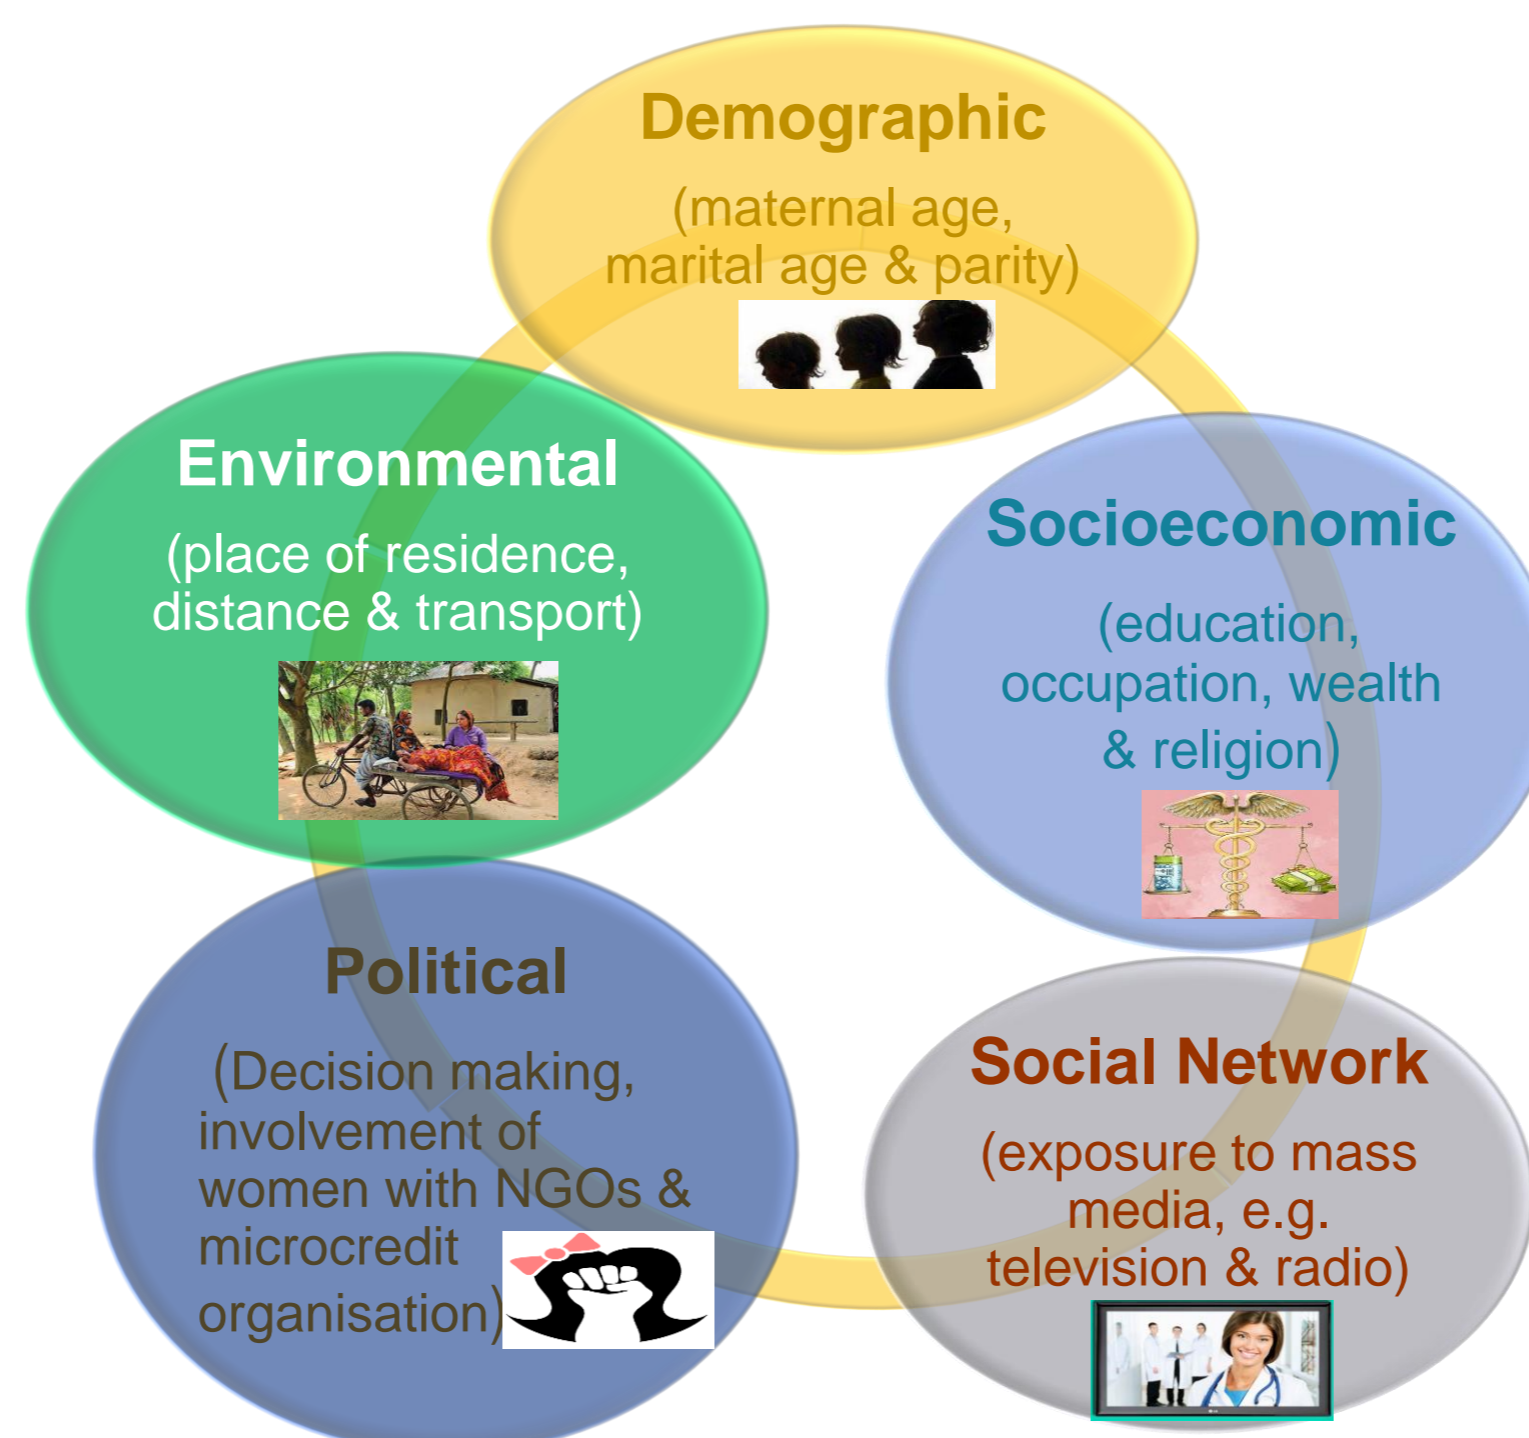 Demographic
(maternal age,
marital age & parity)
Environmental
(place of residence,
distance & transport)
Socioeconomic
(education,
occupation, wealth
& religion)
Political
(Decision making,
involvement of
women with NGOs &
microcredit
organisation)
Social Network
(exposure to mass
media, e.g.
television & radio)